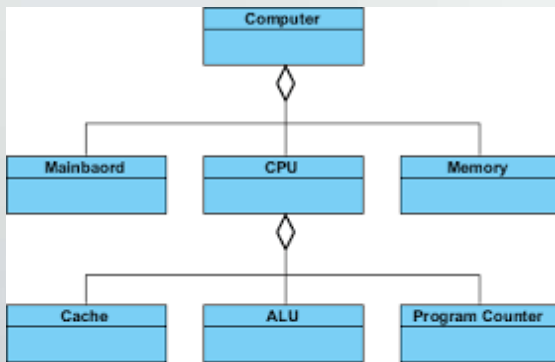 Computer
Mainbaord
CPU
Memory
Cache
ALU
Program Counter